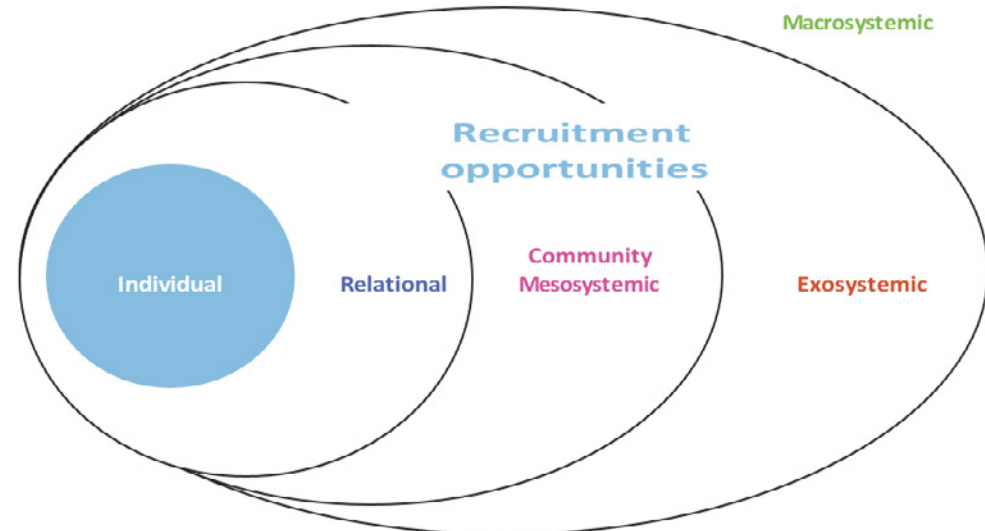 Macrosystemic
Recruitment
opportunities
Individual
Relational
Community
Mesosystemic
Exosystemic